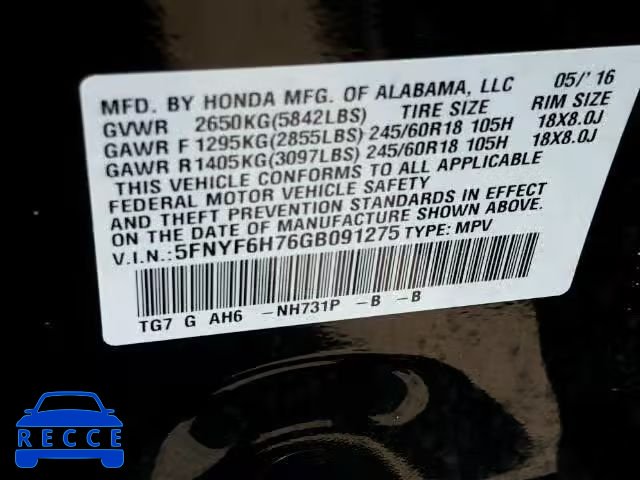 MFD. BY HONDA MFG. OF ALABAMA, LLC 05/' 16
GVWR 2650KG(5842LBS) TIRE SIZE RIM SIZE
GAWR F 1295KG(2855LBS) 245/60R18 105H 18X8.0J
GAWR R1405KG(3097LBS) 245/60R18 105H 18X8.0J
THIS VEHICLE CONFORMS TO ALL APPLICABLE
FEDERAL MOTOR VEHICLE SAFETY
AND THEFT PREVENTION STANDARDS IN EFFECT
ON THE DATE OF MANUFACTURE SHOWN ABOVE.
V.I.N.:5FNYF6H76GB091275 TYPE: MPV
TG7 G AH6 -NH731P -B -B
RECCE